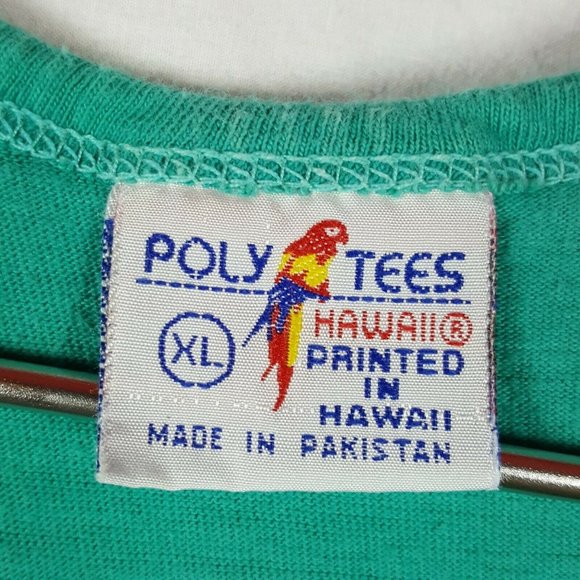 POLY TEES
HAWAII®
XL
PRINTED
IN
HAWAII
MADE IN PAKISTAN